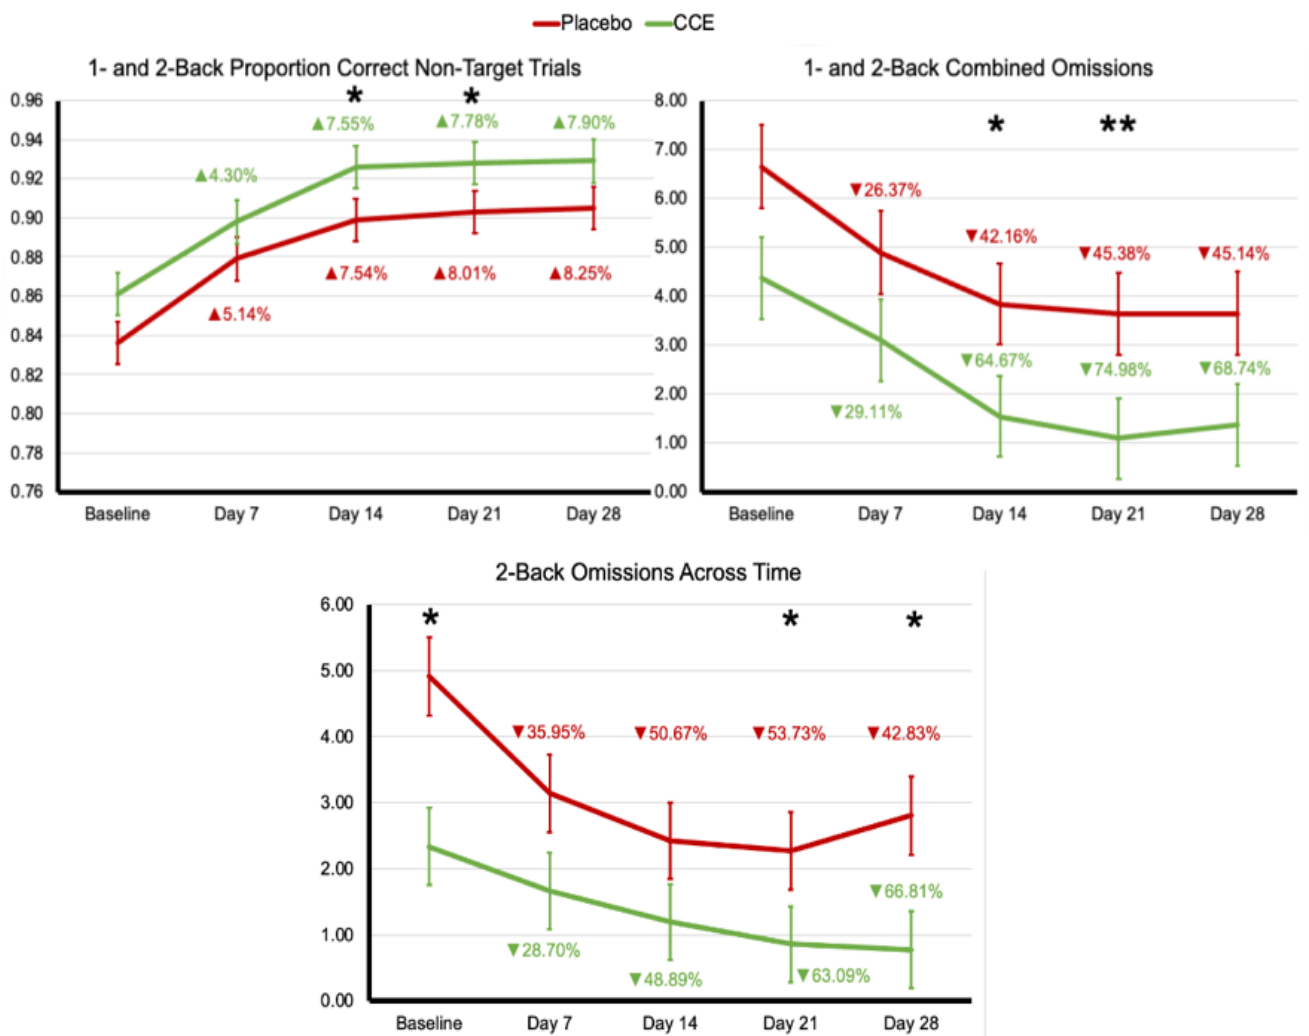 Placebo CCE
1- and 2-Back Proportion Correct Non-Target Trials
0.96
0.94
0.92
0.90
0.88
0.86
0.84
0.82
0.80
0.78
0.76
* *
▲7.55% ▲7.78% ▲7.90%
▲4.30%
▲7.54% ▲8.01% ▲8.25%
▲5.14%
Baseline Day 7 Day 14 Day 21 Day 28
1- and 2-Back Combined Omissions
8.00
7.00
6.00
5.00
4.00
3.00
2.00
1.00
0.00
* **
▼26.37%
▼42.16% ▼45.38% ▼45.14%
▼64.67% ▼74.98% ▼68.74%
▼29.11%
Baseline Day 7 Day 14 Day 21 Day 28
2-Back Omissions Across Time
6.00
5.00
4.00
3.00
2.00
1.00
0.00
* * *
▼35.95% ▼50.67% ▼53.73% ▼42.83%
▼66.81%
▼28.70% ▼48.89% ▼63.09%
Baseline Day 7 Day 14 Day 21 Day 28